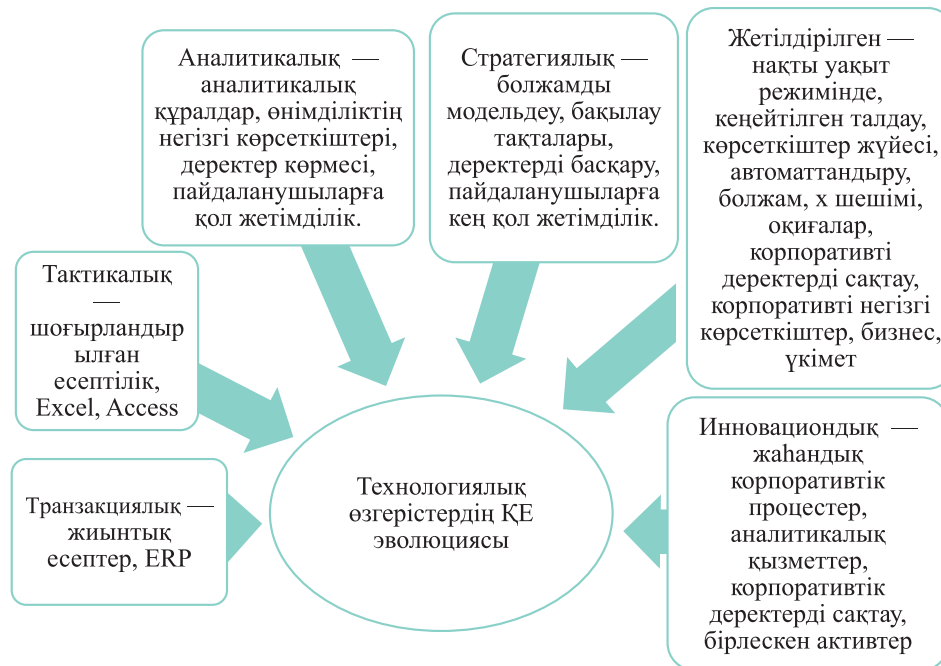 Аналитикалық —
аналитикалық
құралдар, өнімділіктің
негізгі көрсеткіштері,
деректер көрмесі,
пайдаланушыларға
қол жетімділік.
Стратегиялық —
болжамды
модельдеу, бақылау
тақталары,
деректерді басқару,
пайдаланушыларға
кең қол жетімділік.
Жетілдірілген —
нақты уақыт
режимінде,
кеңейтілген талдау,
көрсеткіштер жүйесі,
автоматтандыру,
болжам, х шешімі,
оқиғалар,
корпоративті
деректерді сақтау,
корпоративті негізгі
көрсеткіштер, бизнес,
үкімет
Тактикалық
—
шоғырландыр
ылған
есептілік,
Excel, Access
Транзакциялық —
жиынтық
есептер, ERP
Технологиялық
өзгерістердің ҚЕ
эволюциясы
Инновациондық —
жаһандық
корпоративтік
процестер,
аналитикалық
қызметтер,
корпоративтік
деректерді сақтау,
бірлескен активтер